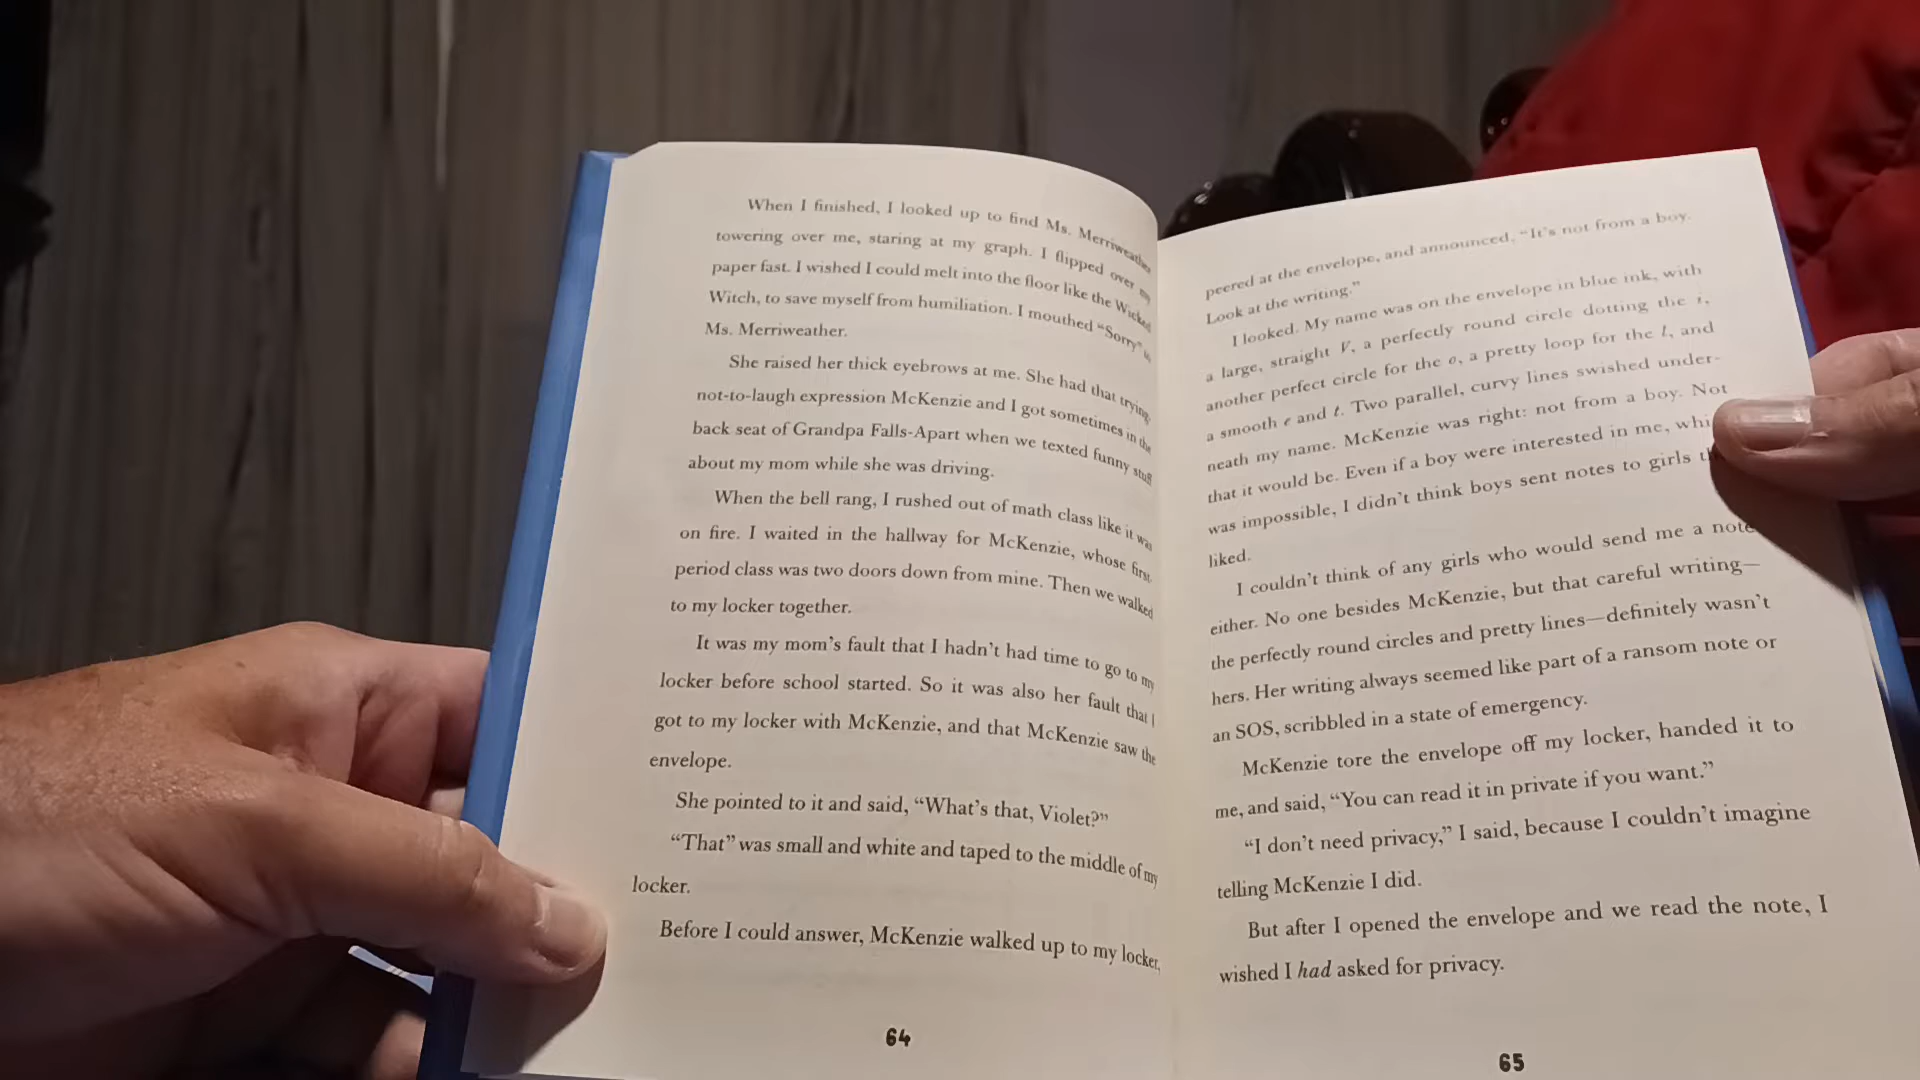 When I finished, I looked up to find Ms. Merriweather
towering over me, staring at my graph. I flipped over my
paper fast. I wished I could melt into the floor like the Wicked
Witch, to save myself from humiliation. I mouthed “Sorry” to
Ms. Merriweather.
She raised her thick eyebrows at me. She had that trying-
not-to-laugh expression McKenzie and I got sometimes in the
back seat of Grandpa Falls-Apart when we texted funny stuff
about my mom while she was driving.
When the bell rang, I rushed out of math class like it was
on fire. I waited in the hallway for McKenzie, whose first
period class was two doors down from mine. Then we walked
to my locker together.
It was my mom’s fault that I hadn’t had time to go to my
locker before school started. So it was also her fault that I
got to my locker with McKenzie, and that McKenzie saw the
envelope.
She pointed to it and said, “What’s that, Violet?”
“That” was small and white and taped to the middle of my
locker.
Before I could answer, McKenzie walked up to my locker,
64
peered at the envelope, and announced, “It’s not from a boy.
Look at the writing.”
I looked. My name was on the envelope in blue ink, with
a large, straight V, a perfectly round circle dotting the i,
another perfect circle for the o, a pretty loop for the l, and
a smooth e and t. Two parallel, curvy lines swished under-
neath my name. McKenzie was right: not from a boy. Not
that it would be. Even if a boy were interested in me,
was impossible, I didn’t think boys sent notes to girls
liked.
I couldn’t think of any girls who would send me a note
either. No one besides McKenzie, but that careful writing—
the perfectly round circles and pretty lines—definitely wasn’t
hers. Her writing always seemed like part of a ransom note or
an SOS, scribbled in a state of emergency.
McKenzie tore the envelope off my locker, handed it to
me, and said, “You can read it in private if you want.”
“I don’t need privacy,” I said, because I couldn’t imagine
telling McKenzie I did.
But after I opened the envelope and we read the note, I
wished I had asked for privacy.
65